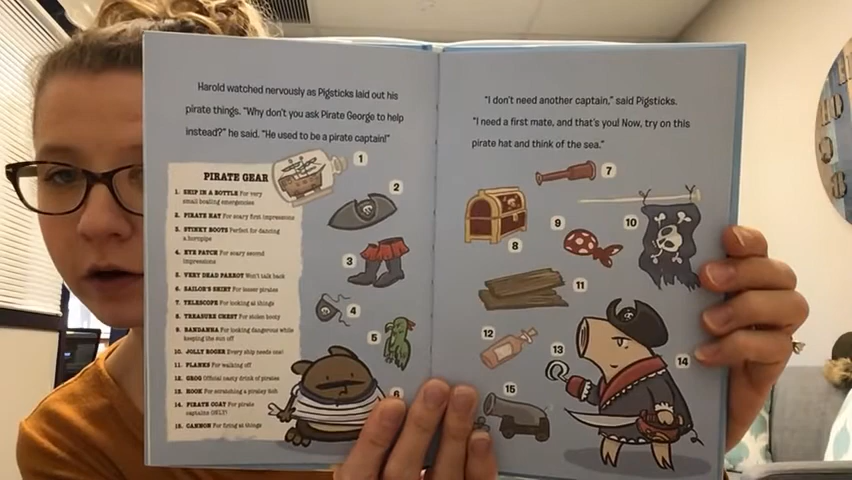 Harold watched nervously as Pigsticks laid out his
pirate things. "Why don't you ask Pirate George to help
instead?" he said. "He used to be a pirate captain!"
PIRATE GEAR
1. SHIP IN A BOTTLE For very
small boating emergencies
2. PIRATE HAT For scary first impressions
3. STINKY BOOTS Perfect for dancing
a hornpipe
4. EYE PATCH For scary second
impressions
5. VERY DEAD PARROT Won't talk back
6. SAILOR'S SHIRT For lesser pirates
7. TELESCOPE For looking at things
8. TREASURE CHEST For stolen booty
9. BANDANNA For looking dangerous while
keeping the sun off
10. JOLLY ROGER Every ship needs one!
11. PLANKS For walking off
12. GROG Official nasty drink of pirates
13. HOOK For scratching a piratey itch
14. PIRATE COAT For pirate
captains ONLY!
15. CANNON For firing at things
1
2
3
4
5
6
"I don't need another captain," said Pigsticks.
"I need a first mate, and that's you! Now, try on this
pirate hat and think of the sea."
7
8
9
10
11
12
13
14
15